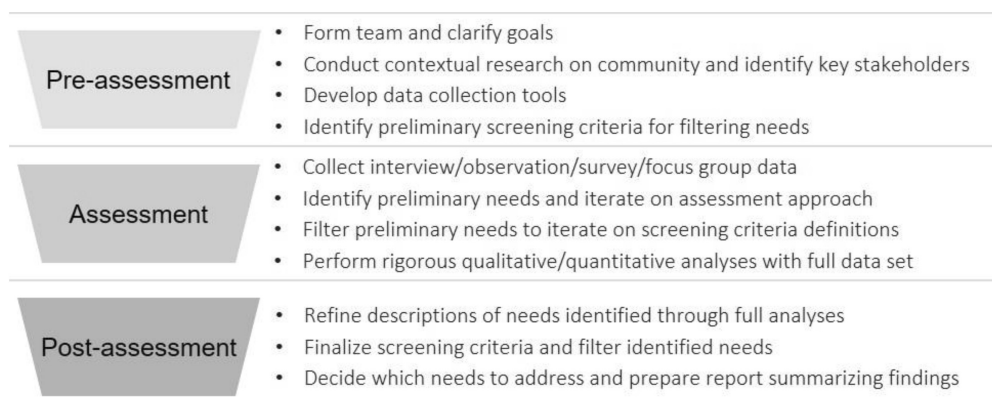 Pre-assessment
• Form team and clarify goals
• Conduct contextual research on community and identify key stakeholders
• Develop data collection tools
• Identify preliminary screening criteria for filtering needs
Assessment
• Collect interview/observation/survey/focus group data
• Identify preliminary needs and iterate on assessment approach
• Filter preliminary needs to iterate on screening criteria definitions
• Perform rigorous qualitative/quantitative analyses with full data set
Post-assessment
• Refine descriptions of needs identified through full analyses
• Finalize screening criteria and filter identified needs
• Decide which needs to address and prepare report summarizing findings